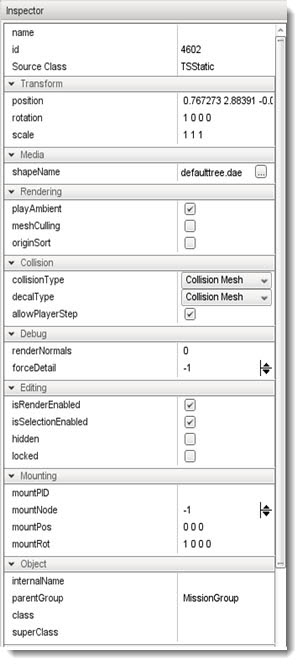 Inspector
name
id 4602
Source Class TSStatic
Transform
position 0.767273 2.88391 -0.0
rotation 1 0 0 0
scale 1 1 1
Media
shapeName defaulttree.dae ...
Rendering
playAmbient
meshCulling
originSort
Collision
collisionType Collision Mesh
decalType Collision Mesh
allowPlayerStep
Debug
renderNormals 0
forceDetail -1
Editing
isRenderEnabled
isSelectionEnabled
hidden
locked
Mounting
mountPID
mountNode -1
mountPos 0 0 0
mountRot 1 0 0 0
Object
internalName
parentGroup MissionGroup
class
superClass